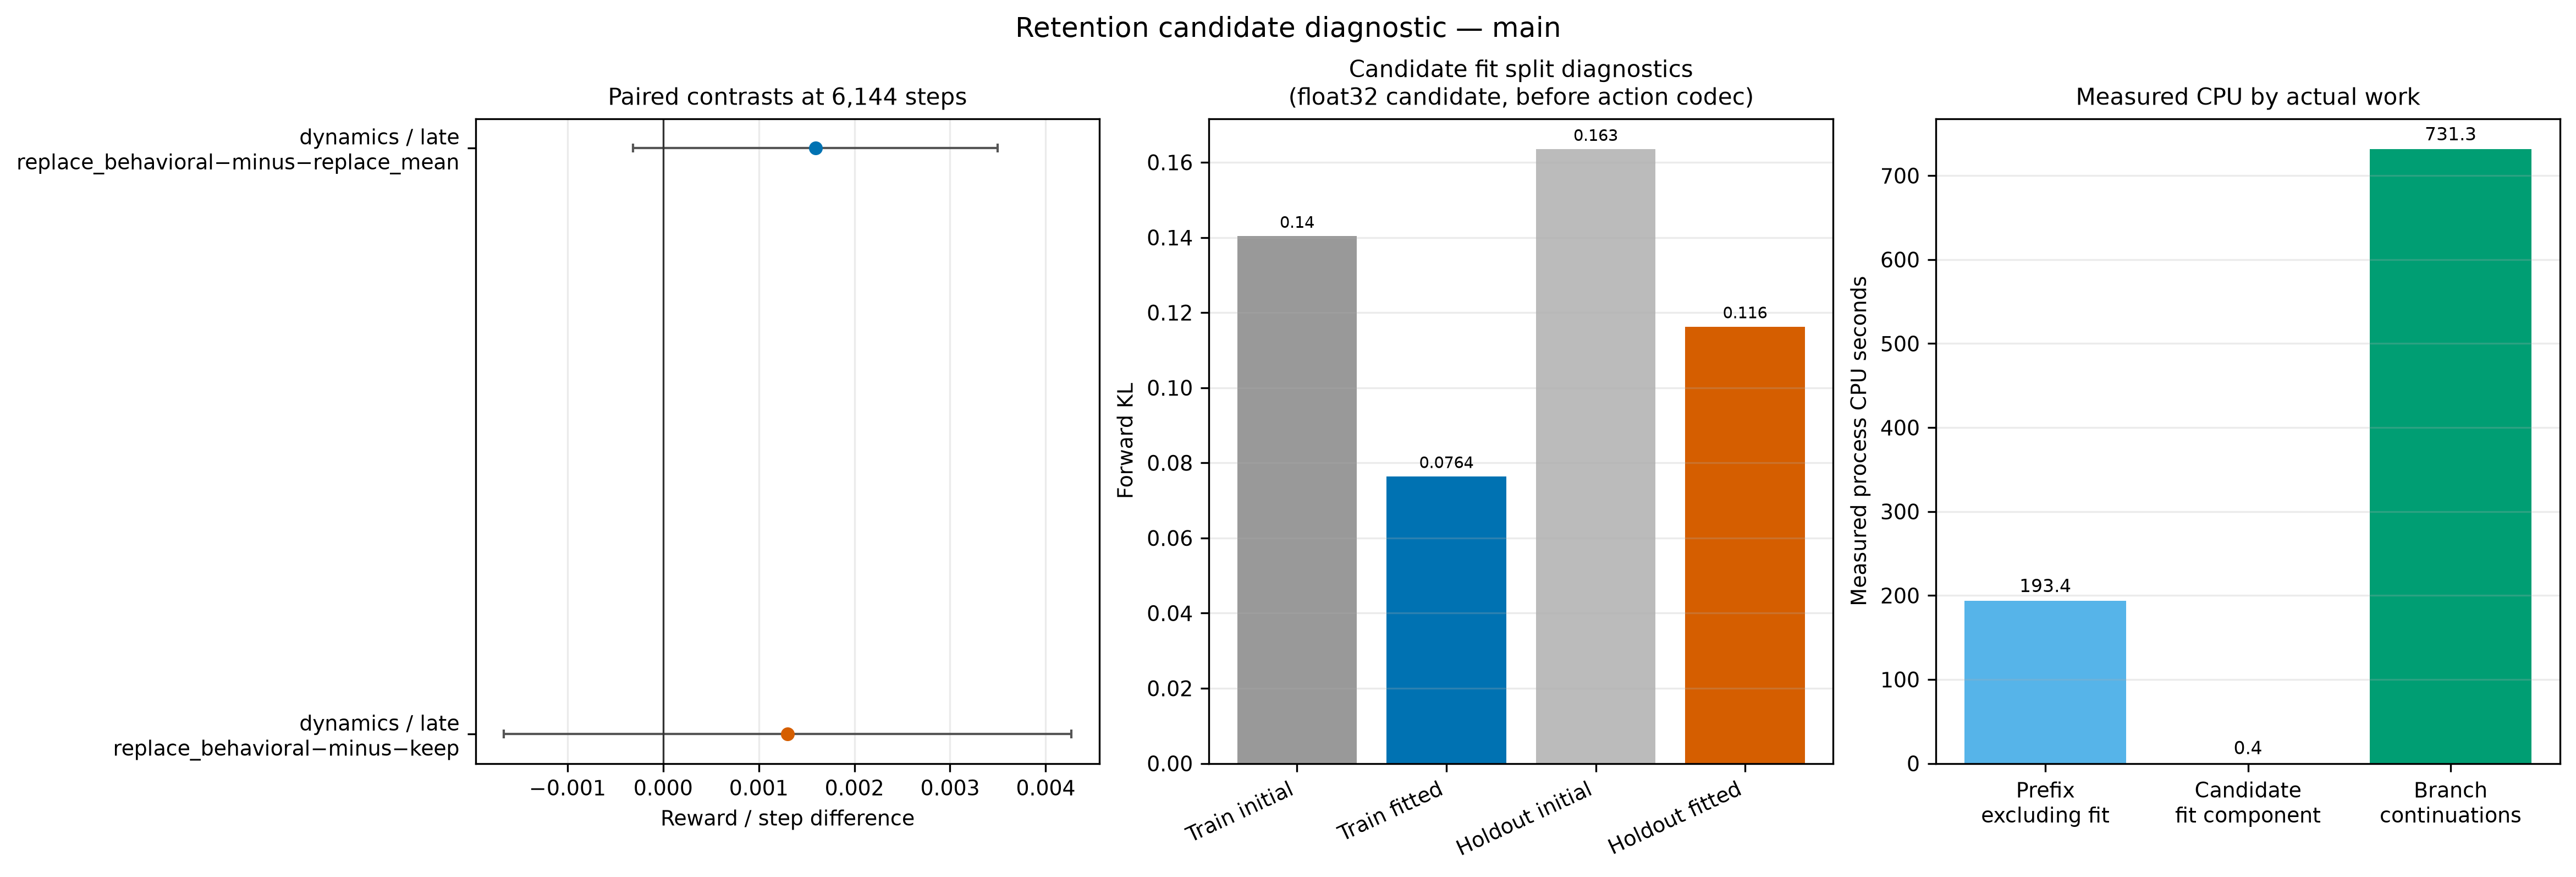 Retention candidate diagnostic — main
Paired contrasts at 6,144 steps
dynamics / late
replace_behavioral−minus−replace_mean
dynamics / late
replace_behavioral−minus−keep
−0.001
0.000
0.001
0.002
0.003
0.004
Reward / step difference
Candidate fit split diagnostics
(float32 candidate, before action codec)
Forward KL
0.16
0.14
0.12
0.10
0.08
0.06
0.04
0.02
0.00
0.14
0.0764
0.163
0.116
Train initial
Train fitted
Holdout initial
Holdout fitted
Measured CPU by actual work
Measured process CPU seconds
700
600
500
400
300
200
100
0
193.4
0.4
731.3
Prefix
excluding fit
Candidate
fit component
Branch
continuations